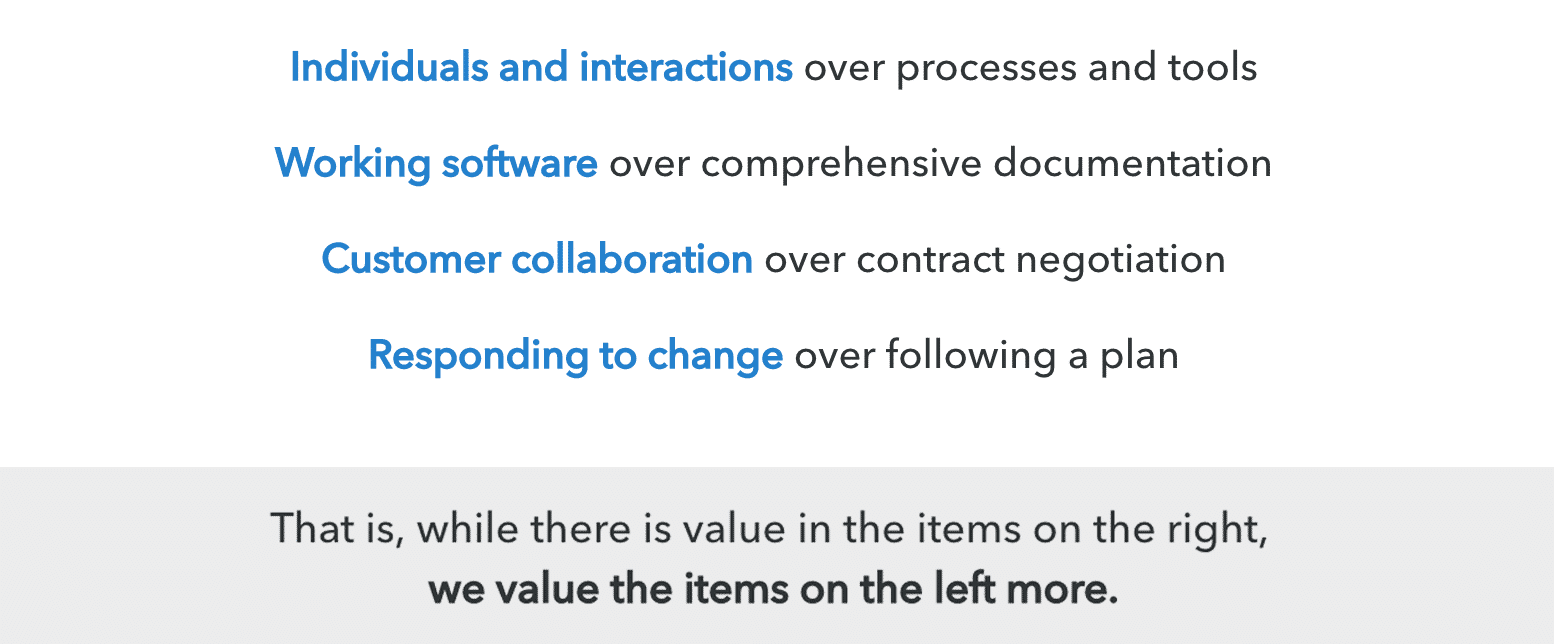 Individuals and interactions over processes and tools
Working software over comprehensive documentation
Customer collaboration over contract negotiation
Responding to change over following a plan
That is, while there is value in the items on the right,
we value the items on the left more.